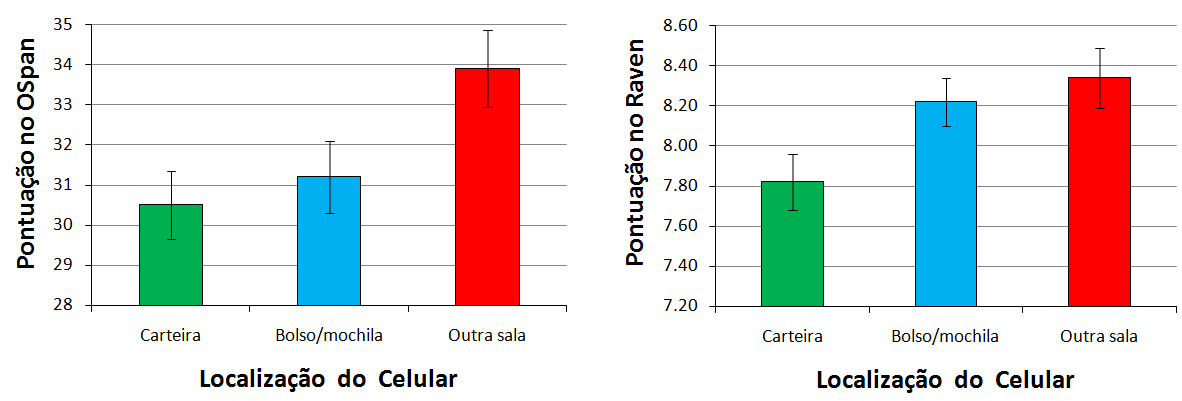 Pontuação no OSpan
35
34
33
32
31
30
29
28
Carteira
Bolso/mochila
Outra sala
Localização do Celular
Pontuação no Raven
8.60
8.40
8.20
8.00
7.80
7.60
7.40
7.20
Carteira
Bolso/mochila
Outra sala
Localização do Celular